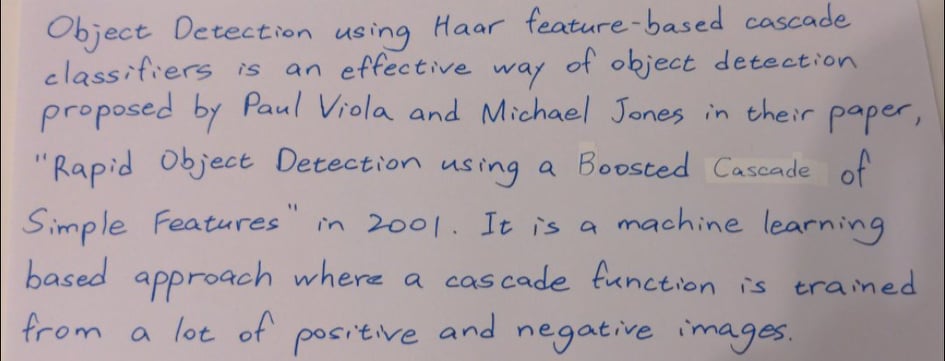 Object Detection using Haar feature-based cascade
classifiers is an effective way of object detection
proposed by Paul Viola and Michael Jones in their paper,
"Rapid Object Detection using a Boosted Cascade of
Simple Features" in 2001. It is a machine learning
based approach where a cascade function is trained
from a lot of positive and negative images.